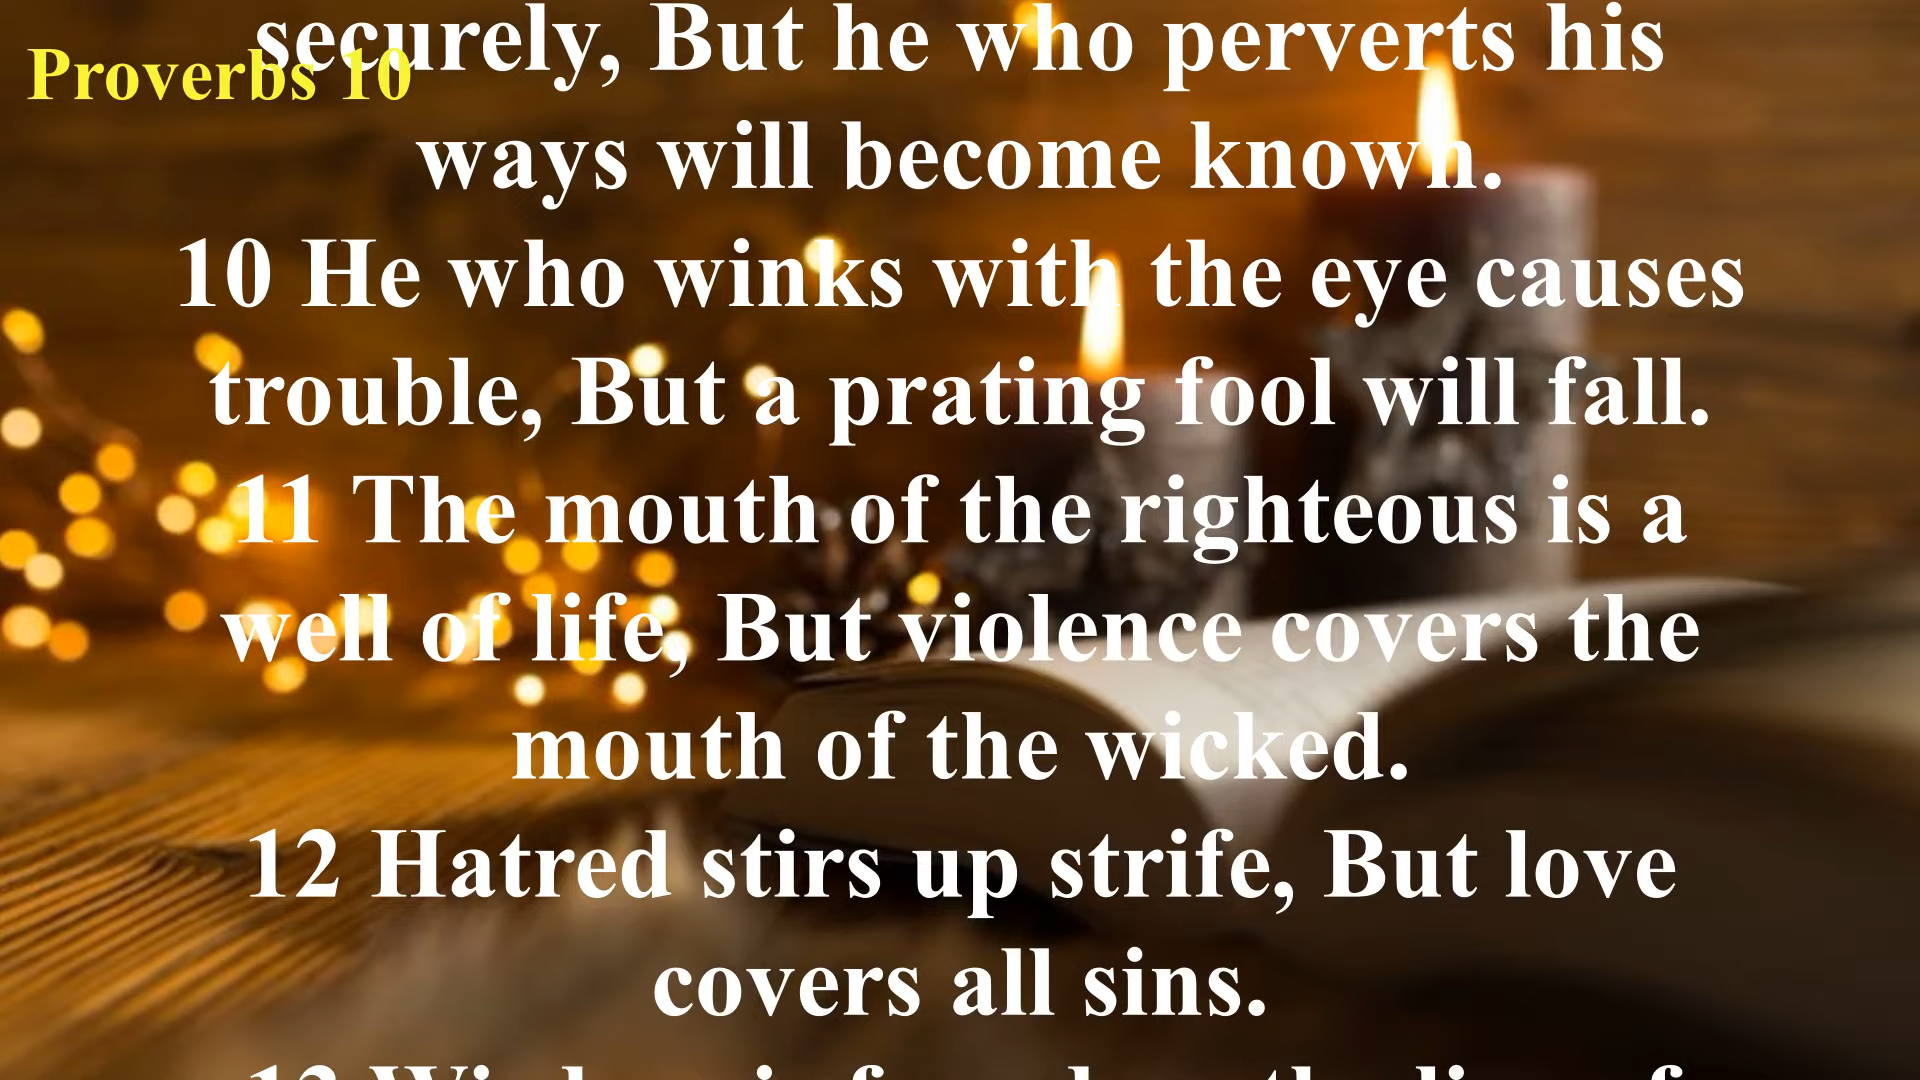 Proverbs 10
securely, But he who perverts his
ways will become known.
10 He who winks with the eye causes
trouble, But a prating fool will fall.
11 The mouth of the righteous is a
well of life, But violence covers the
mouth of the wicked.
12 Hatred stirs up strife, But love
covers all sins.